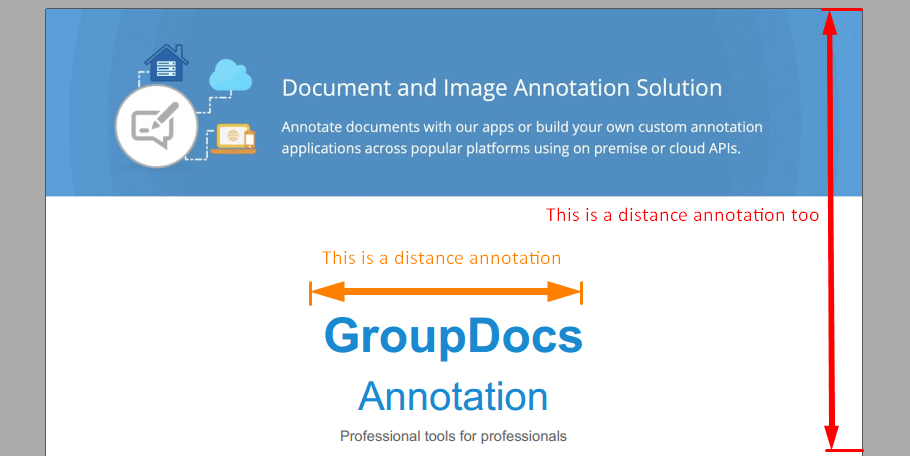 Document and Image Annotation Solution
Annotate documents with our apps or build your own custom annotation
applications across popular platforms using on premise or cloud APIs.
This is a distance annotation too
This is a distance annotation
GroupDocs
Annotation
Professional tools for professionals